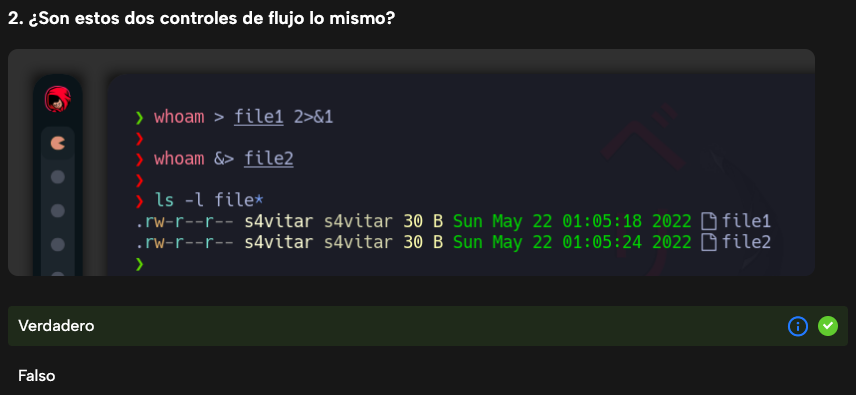 2. ¿Son estos dos controles de flujo lo mismo?
❯ whoam > file1 2>&1
❯
❯ whoam &> file2
❯
❯ ls -l file*
.rw-r--r-- s4vitar s4vitar 30 B Sun May 22 01:05:18 2022 file1
.rw-r--r-- s4vitar s4vitar 30 B Sun May 22 01:05:24 2022 file2
❯
Verdadero
Falso